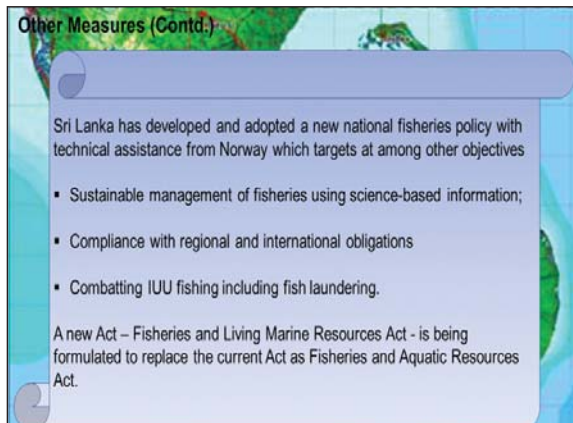 Other Measures (Contd.)
Sri Lanka has developed and adopted a new national fisheries policy with
technical assistance from Norway which targets at among other objectives
▪ Sustainable management of fisheries using science-based information;
▪ Compliance with regional and international obligations
▪ Combatting IUU fishing including fish laundering.
A new Act – Fisheries and Living Marine Resources Act - is being
formulated to replace the current Act as Fisheries and Aquatic Resources
Act.